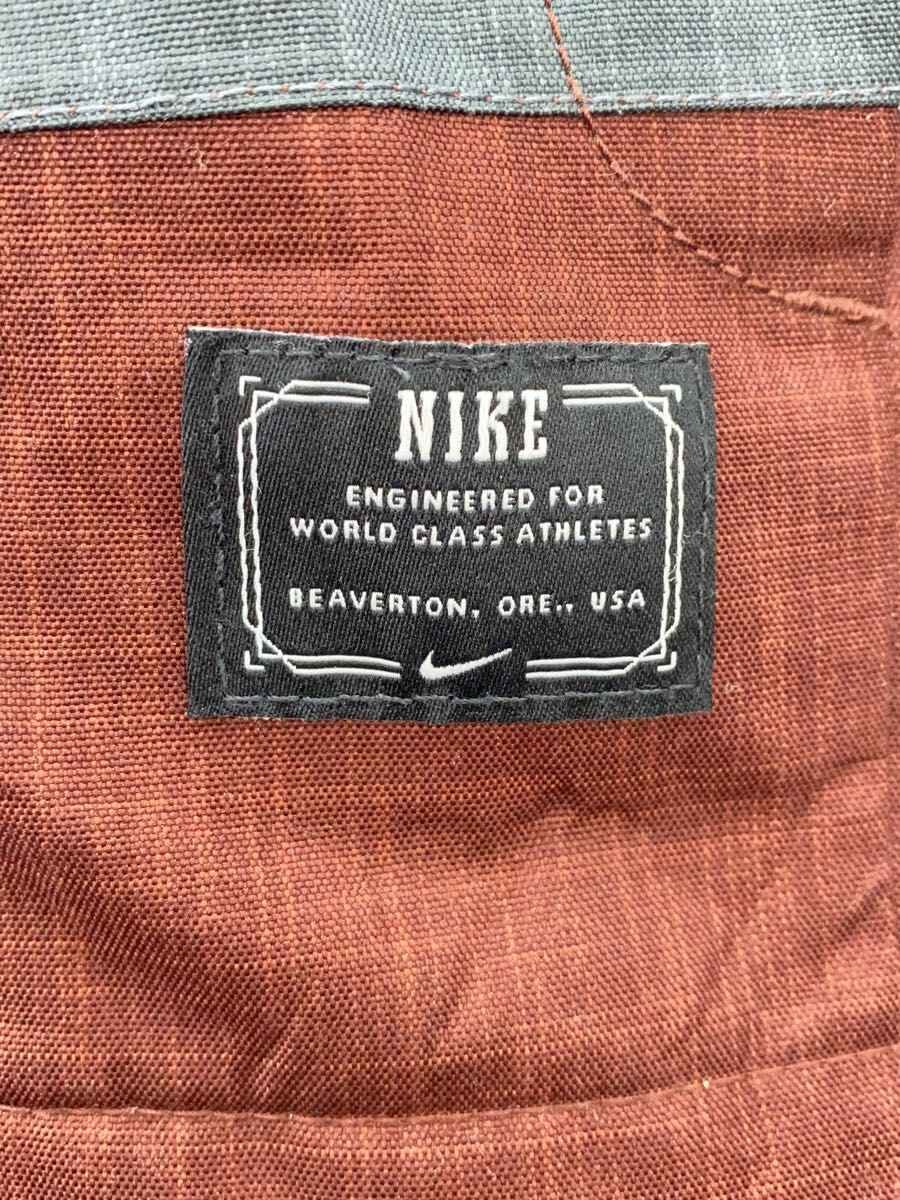 NIKE
ENGINEERED FOR
WORLD CLASS ATHLETES
BEAVERTON, ORE., USA